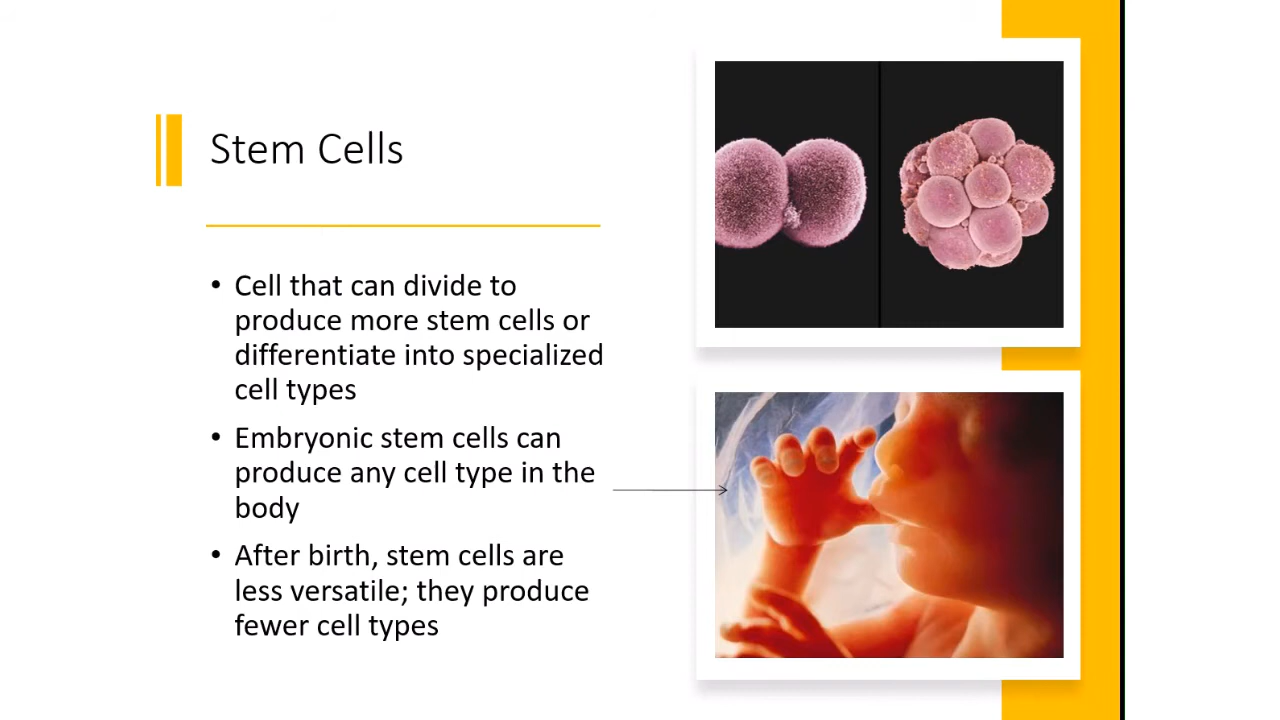 Stem Cells
• Cell that can divide to
produce more stem cells or
differentiate into specialized
cell types
• Embryonic stem cells can
produce any cell type in the
body
• After birth, stem cells are
less versatile; they produce
fewer cell types